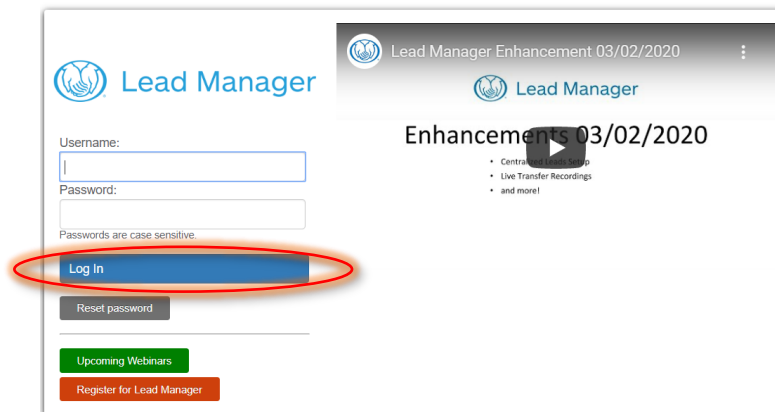 Lead Manager
Username:
Password:
Passwords are case sensitive.
Log In
Reset password
Upcoming Webinars
Register for Lead Manager
Lead Manager Enhancement 03/02/2020
Lead Manager
Enhancements 03/02/2020
• Centralized Leads Setup
• Live Transfer Recordings
• and more!